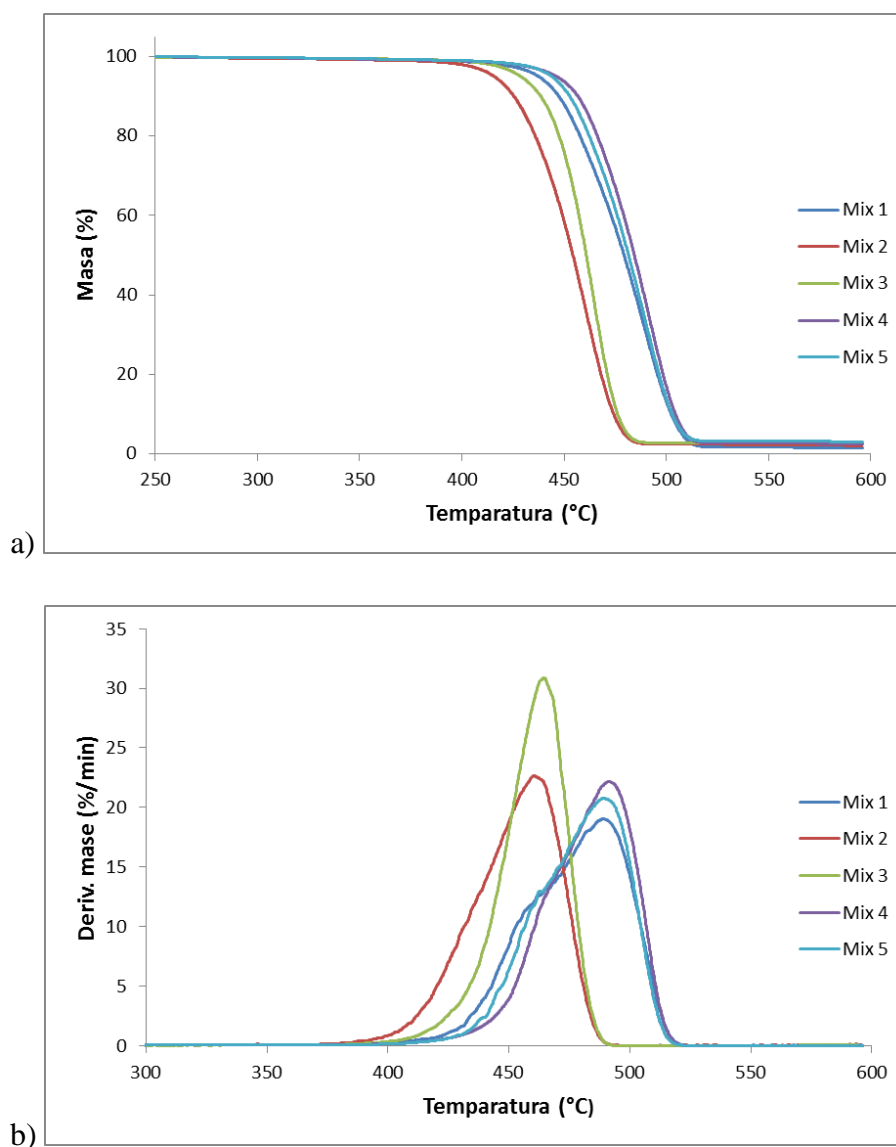 100
80
60
40
20
0
Masa (%)
250 300 350 400 450 500 550 600
Temparatura (°C)
Mix 1
Mix 2
Mix 3
Mix 4
Mix 5
a)
35
30
25
20
15
10
5
0
Deriv. mase (%/min)
300 350 400 450 500 550 600
Temparatura (°C)
Mix 1
Mix 2
Mix 3
Mix 4
Mix 5
b)